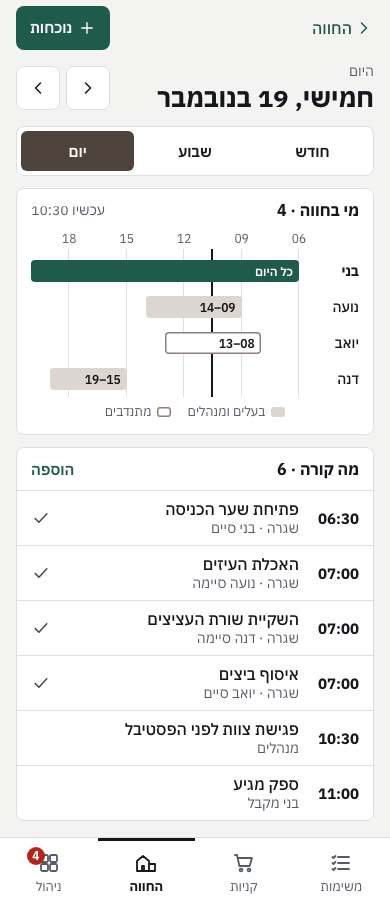 החווה
נוכחות
היום
חמישי, 19 בנובמבר
חודש
שבוע
יום
מי בחווה · 4
עכשיו 10:30
06 09 12 15 18
בני כל היום
נועה 09–14
יואב 08–13
דנה 15–19
בעלים ומנהלים מתנדבים
מה קורה · 6
הוספה
06:30 פתיחת שער הכניסה
שגרה · בני סיים
07:00 האכלת העיזים
שגרה · נועה סיימה
07:00 השקיית שורת העציצים
שגרה · דנה סיימה
07:00 איסוף ביצים
שגרה · יואב סיים
10:30 פגישת צוות לפני הפסטיבל
מנהלים
11:00 ספק מגיע
בני מקבל
משימות
קניות
החווה
ניהול
4